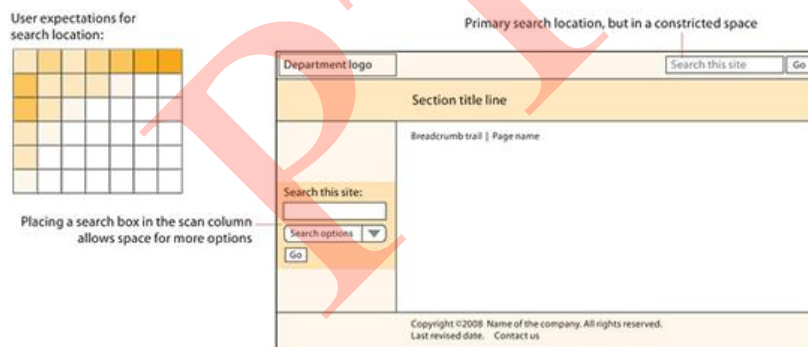 User expectations for
search location:
Primary search location, but in a constricted space
Department logo
Search this site
Go
Section title line
Breadcrumb trail | Page name
Search this site:
Placing a search box in the scan column
allows space for more options
Search options
Go
Copyright ©2008 Name of the company. All rights reserved.
Last revised date. Contact us